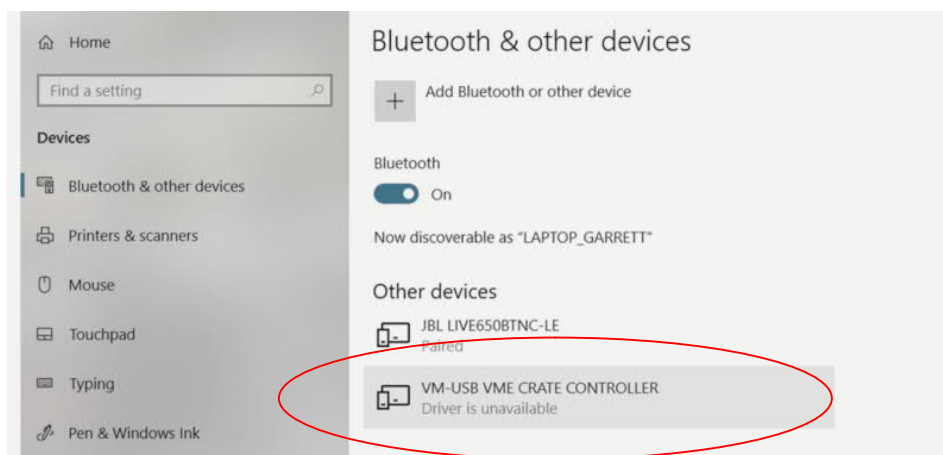 Home
Find a setting
Devices
Bluetooth & other devices
Printers & scanners
Mouse
Touchpad
Typing
Pen & Windows Ink
Bluetooth & other devices
Add Bluetooth or other device
Bluetooth
On
Now discoverable as "LAPTOP_GARRETT"
Other devices
JBL LIVE650BTNC-LE
Paired
VM-USB VME CRATE CONTROLLER
Driver is unavailable